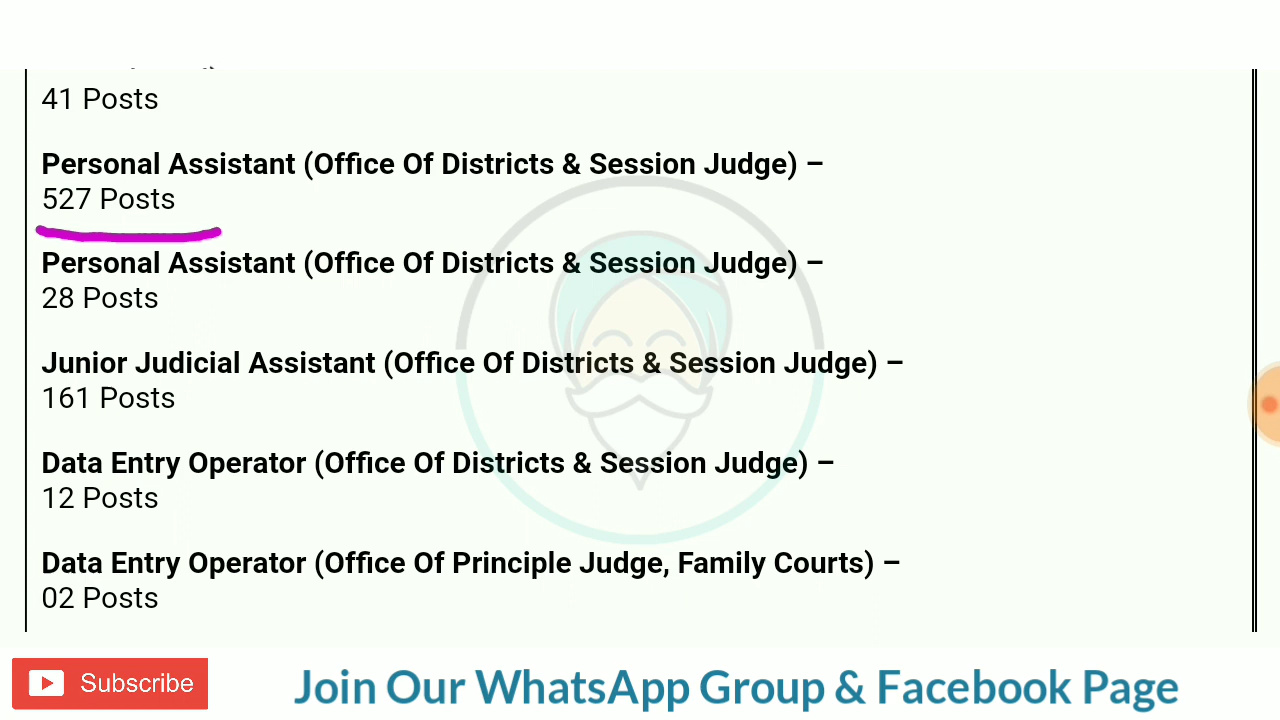 41 Posts
Personal Assistant (Office Of Districts & Session Judge) –
527 Posts
Personal Assistant (Office Of Districts & Session Judge) –
28 Posts
Junior Judicial Assistant (Office Of Districts & Session Judge) –
161 Posts
Data Entry Operator (Office Of Districts & Session Judge) –
12 Posts
Data Entry Operator (Office Of Principle Judge, Family Courts) –
02 Posts
Subscribe
Join Our WhatsApp Group & Facebook Page